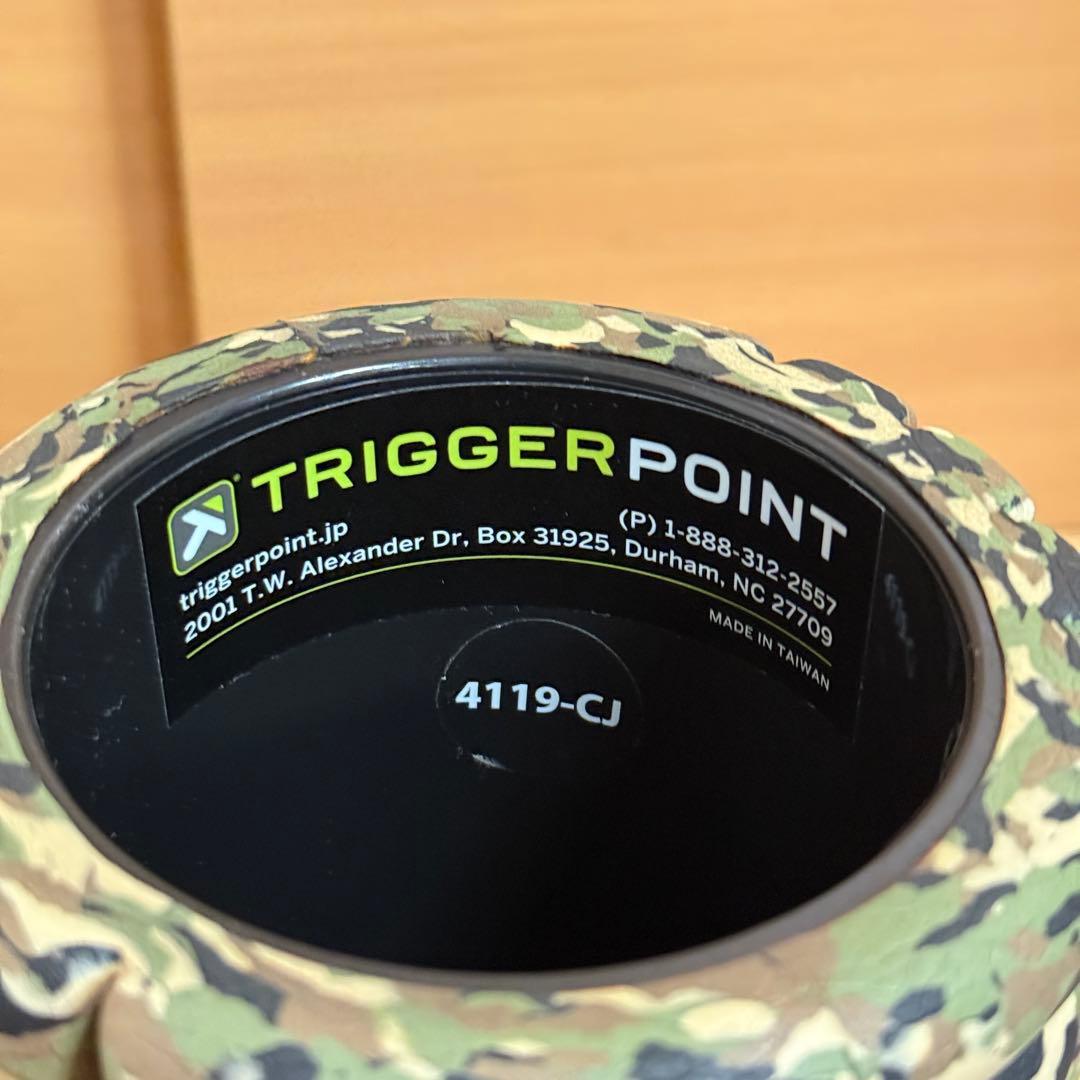 TRIGGERPOINT
triggerpoint.jp (P) 1-888-312-2557
2001 T.W. Alexander Dr, Box 31925, Durham, NC 27709
MADE IN TAIWAN
4119-CJ